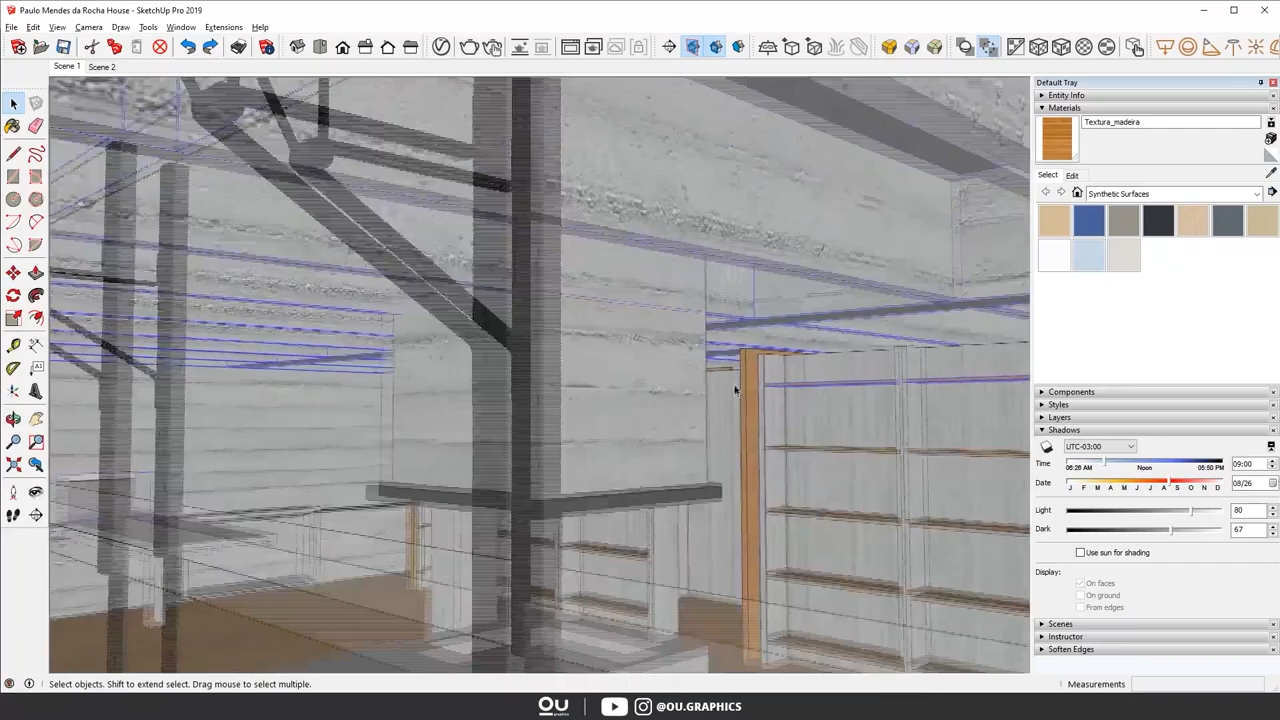 Paulo Mendes da Rocha House - SketchUp Pro 2019
File Edit View Camera Draw Tools Window Extensions Help
Scene 1 Scene 2
Default Tray
Entity Info
Materials
Textura_madeira
Select Edit
Synthetic Surfaces
Components
Styles
Layers
Shadows
UTC-03:00
Time 06:26 AM Noon 05:50 PM 09:00
Date J F M A M J J A S O N D 08/26
Light 80
Dark 67
Use sun for shading
Display:
On faces
On ground
From edges
Scenes
Instructor
Soften Edges
Select objects. Shift to extend select. Drag mouse to select multiple.
Measurements
OU graphics @OU.GRAPHICS